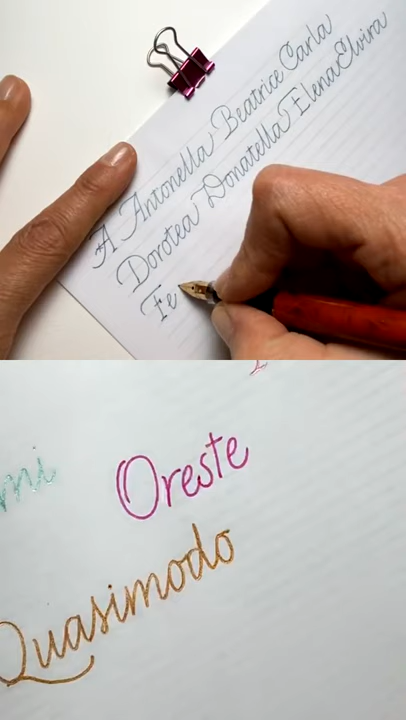 A Antonella Beatrice Carla
Dorotea Donatella Elena Elvira
Fe
Oreste
Quasimodo